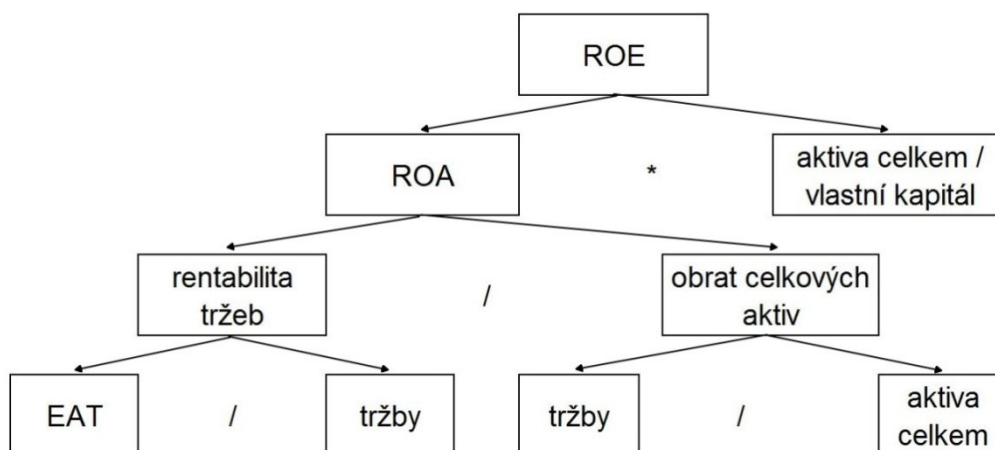 ROE
ROA
*
aktiva celkem /
vlastní kapitál
rentabilita
tržeb
/
obrat celkových
aktiv
EAT
/
tržby
tržby
/
aktiva
celkem